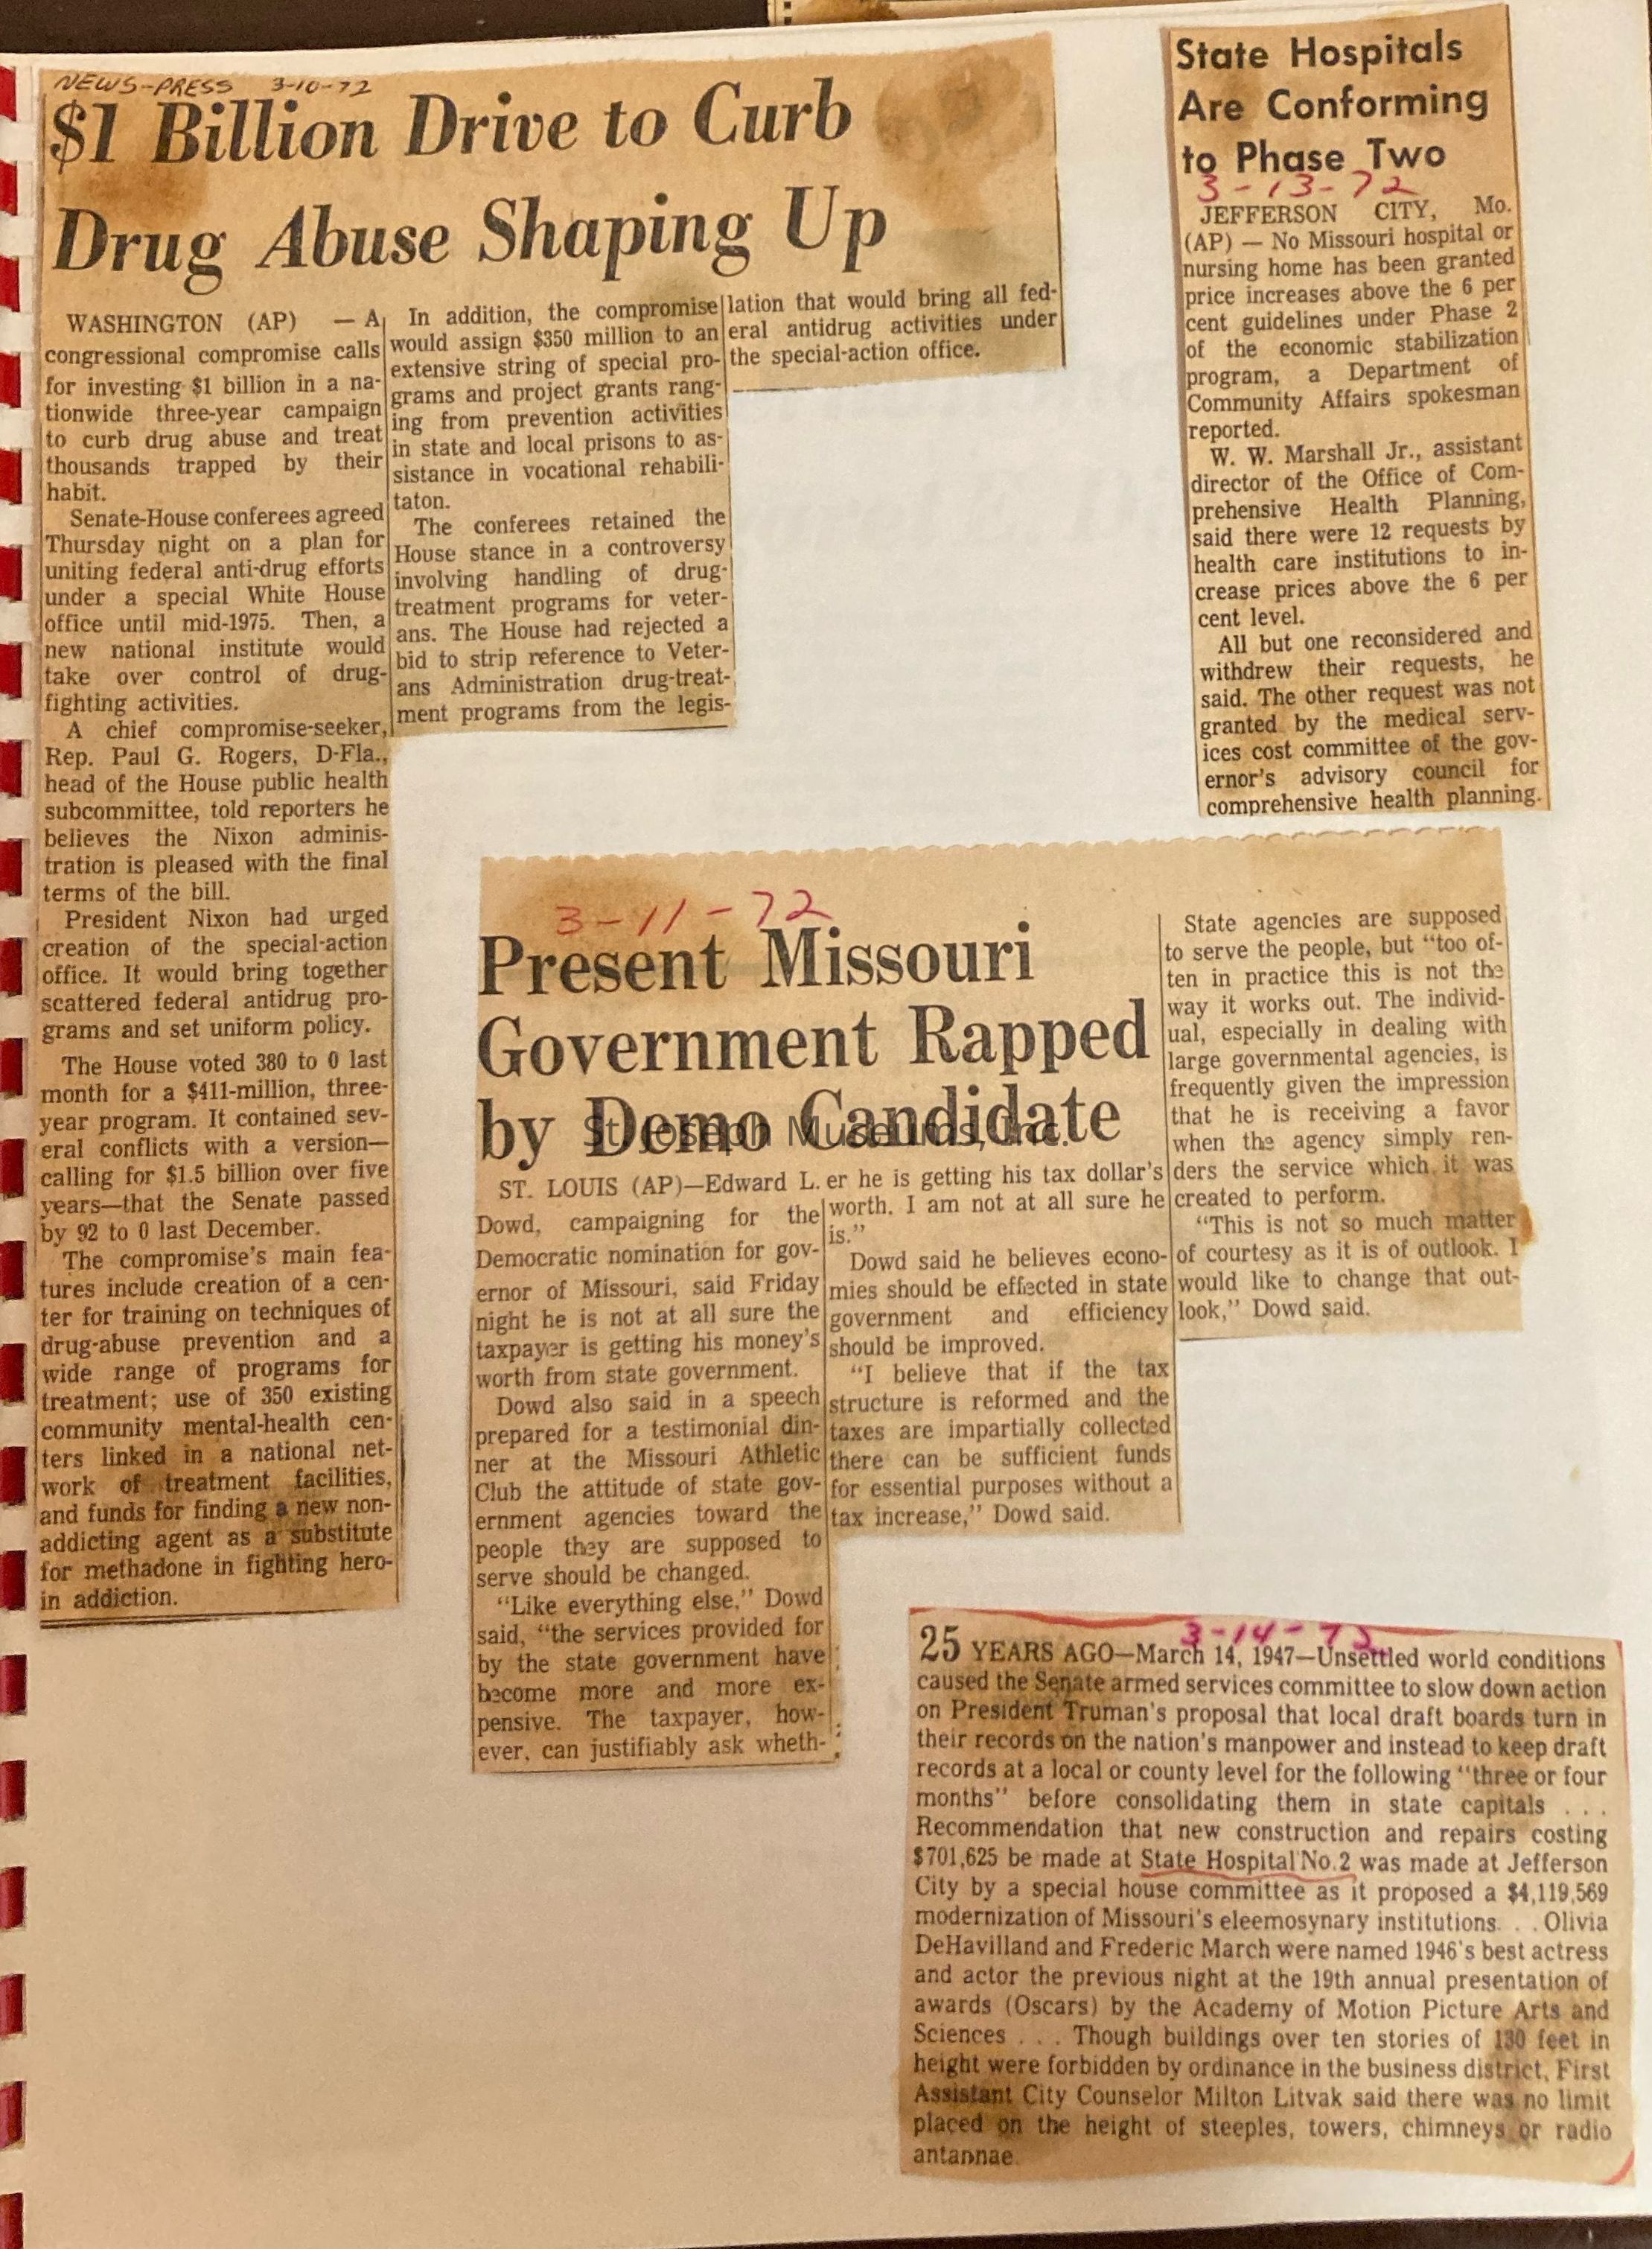 NEWS-PRESS 3-10-72
$1 Billion Drive to Curb
Drug Abuse Shaping Up
WASHINGTON (AP) — A
congressional compromise calls
for investing $1 billion in a na-
tionwide three-year campaign
to curb drug abuse and treat
thousands trapped by their
habit.
Senate-House conferees agreed
Thursday night on a plan for
uniting federal anti-drug efforts
under a special White House
office until mid-1975. Then, a
new national institute would
take over control of drug-
fighting activities.
A chief compromise-seeker,
Rep. Paul G. Rogers, D-Fla.,
head of the House public health
subcommittee, told reporters he
believes the Nixon adminis-
tration is pleased with the final
terms of the bill.
President Nixon had urged
creation of the special-action
office. It would bring together
scattered federal antidrug pro-
grams and set uniform policy.
The House voted 380 to 0 last
month for a $411-million, three-
year program. It contained sev-
eral conflicts with a version—
calling for $1.5 billion over five
years—that the Senate passed
by 92 to 0 last December.
The compromise's main fea-
tures include creation of a cen-
ter for training on techniques of
drug-abuse prevention and a
wide range of programs for
treatment; use of 350 existing
community mental-health cen-
ters linked in a national net-
work of treatment facilities,
and funds for finding a new non-
addicting agent as a substitute
for methadone in fighting hero-
in addiction.
In addition, the compromise
would assign $350 million to an
extensive string of special pro-
grams and project grants rang-
ing from prevention activities
in state and local prisons to as-
sistance in vocational rehabili-
taton.
The conferees retained the
House stance in a controversy
involving handling of drug-
treatment programs for veter-
ans. The House had rejected a
bid to strip reference to Veter-
ans Administration drug-treat-
ment programs from the legis-
lation that would bring all fed-
eral antidrug activities under
the special-action office.
State Hospitals
Are Conforming
to Phase Two
3-13-72
JEFFERSON CITY, Mo.
(AP) — No Missouri hospital or
nursing home has been granted
price increases above the 6 per
cent guidelines under Phase 2
of the economic stabilization
program, a Department of
Community Affairs spokesman
reported.
W. W. Marshall Jr., assistant
director of the Office of Com-
prehensive Health Planning,
said there were 12 requests by
health care institutions to in-
crease prices above the 6 per
cent level.
All but one reconsidered and
withdrew their requests, he
said. The other request was not
granted by the medical serv-
ices cost committee of the gov-
ernor's advisory council for
comprehensive health planning.
3-11-72
Present Missouri
Government Rapped
by Demo Candidate
St. Joseph Museums, Inc.
ST. LOUIS (AP)—Edward L.
Dowd, campaigning for the
Democratic nomination for gov-
ernor of Missouri, said Friday
night he is not at all sure the
taxpayer is getting his money's
worth from state government.
Dowd also said in a speech
prepared for a testimonial din-
ner at the Missouri Athletic
Club the attitude of state gov-
ernment agencies toward the
people they are supposed to
serve should be changed.
"Like everything else," Dowd
said, "the services provided for
by the state government have
become more and more ex-
pensive. The taxpayer, how-
ever, can justifiably ask wheth-
er he is getting his tax dollar's
worth. I am not at all sure he
is."
Dowd said he believes econo-
mies should be effected in state
government and efficiency
should be improved.
"I believe that if the tax
structure is reformed and the
taxes are impartially collected
there can be sufficient funds
for essential purposes without a
tax increase," Dowd said.
State agencies are supposed
to serve the people, but "too of-
ten in practice this is not the
way it works out. The individ-
ual, especially in dealing with
large governmental agencies, is
frequently given the impression
that he is receiving a favor
when the agency simply ren-
ders the service which it was
created to perform.
"This is not so much matter
of courtesy as it is of outlook. I
would like to change that out-
look," Dowd said.
3-14-72
25 YEARS AGO—March 14, 1947—Unsettled world conditions
caused the Senate armed services committee to slow down action
on President Truman's proposal that local draft boards turn in
their records on the nation's manpower and instead to keep draft
records at a local or county level for the following "three or four
months" before consolidating them in state capitals . . .
Recommendation that new construction and repairs costing
$701,625 be made at State Hospital No.2 was made at Jefferson
City by a special house committee as it proposed a $4,119,569
modernization of Missouri's eleemosynary institutions. . . Olivia
DeHavilland and Frederic March were named 1946's best actress
and actor the previous night at the 19th annual presentation of
awards (Oscars) by the Academy of Motion Picture Arts and
Sciences . . . Though buildings over ten stories of 130 feet in
height were forbidden by ordinance in the business district, First
Assistant City Counselor Milton Litvak said there was no limit
placed on the height of steeples, towers, chimneys or radio
antannae.